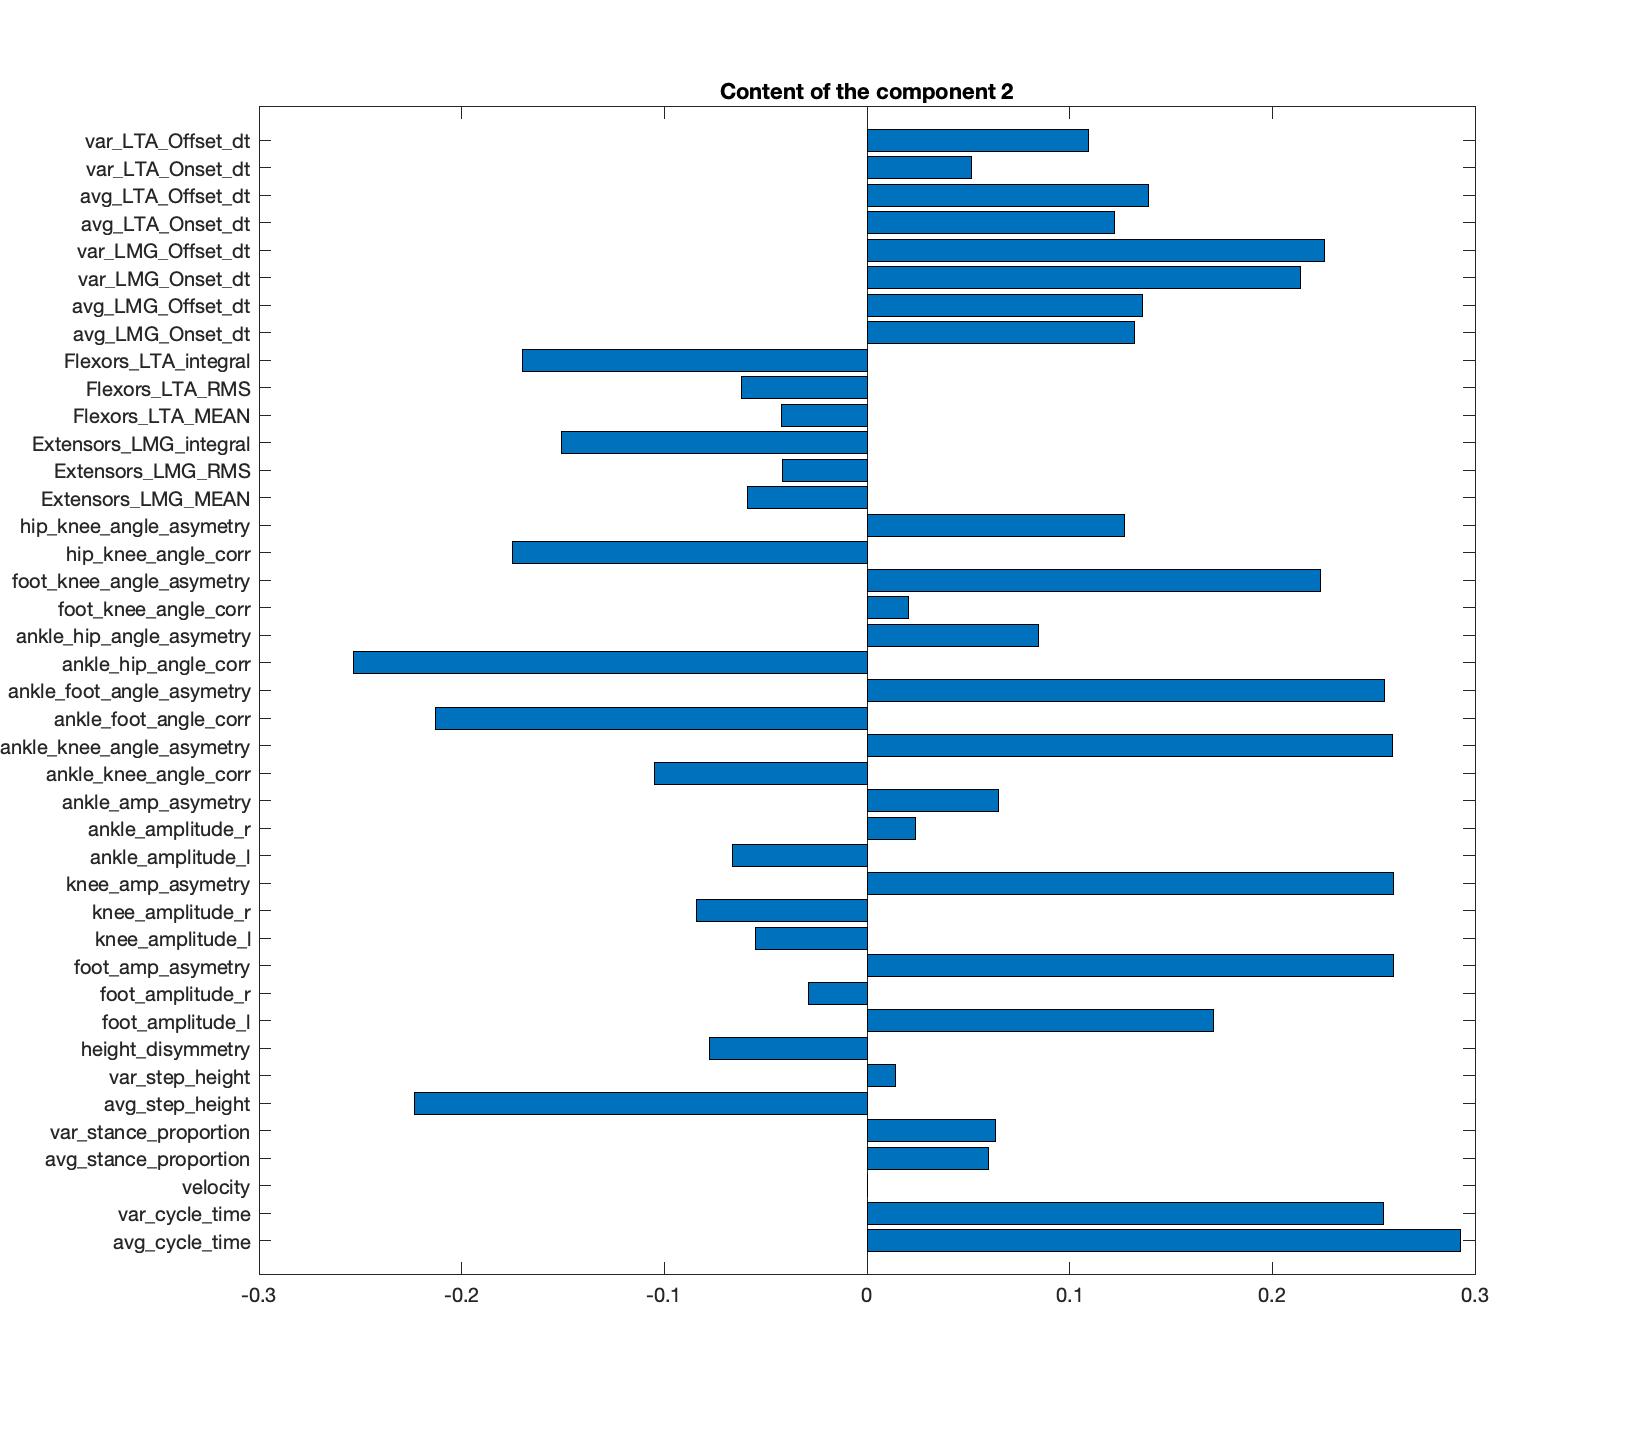 Content of the component 2
var_LTA_Offset_dt
var_LTA_Onset_dt
avg_LTA_Offset_dt
avg_LTA_Onset_dt
var_LMG_Offset_dt
var_LMG_Onset_dt
avg_LMG_Offset_dt
avg_LMG_Onset_dt
Flexors_LTA_integral
Flexors_LTA_RMS
Flexors_LTA_MEAN
Extensors_LMG_integral
Extensors_LMG_RMS
Extensors_LMG_MEAN
hip_knee_angle_asymetry
hip_knee_angle_corr
foot_knee_angle_asymetry
foot_knee_angle_corr
ankle_hip_angle_asymetry
ankle_hip_angle_corr
ankle_foot_angle_asymetry
ankle_foot_angle_corr
ankle_knee_angle_asymetry
ankle_knee_angle_corr
ankle_amp_asymetry
ankle_amplitude_r
ankle_amplitude_l
knee_amp_asymetry
knee_amplitude_r
knee_amplitude_l
foot_amp_asymetry
foot_amplitude_r
foot_amplitude_l
height_disymmetry
var_step_height
avg_step_height
var_stance_proportion
avg_stance_proportion
velocity
var_cycle_time
avg_cycle_time
-0.3 -0.2 -0.1 0 0.1 0.2 0.3